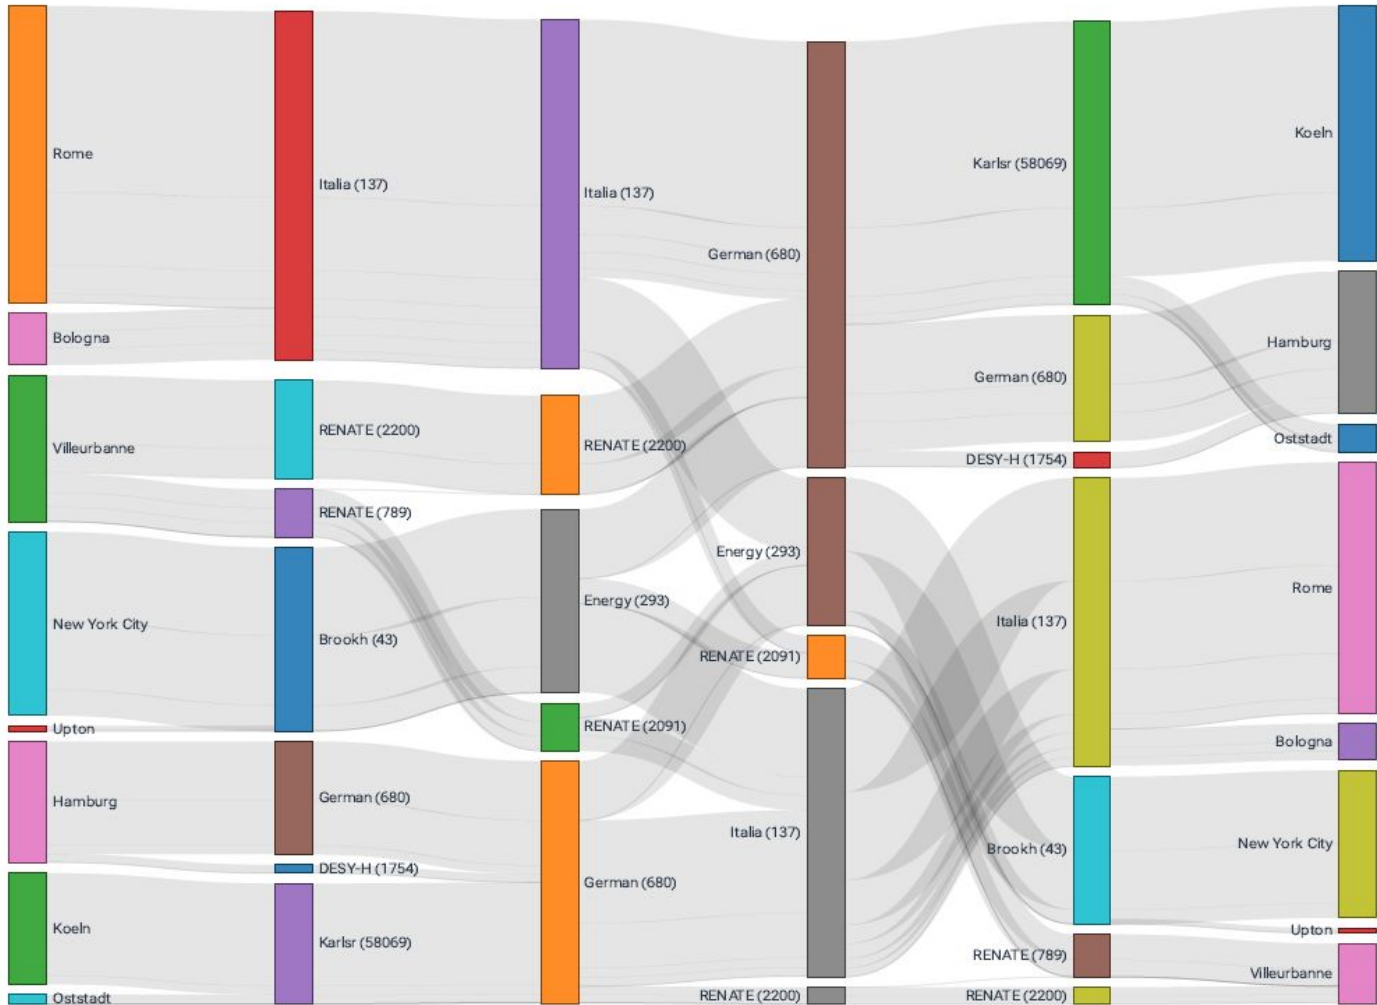 Rome
Bologna
Villeurbanne
New York City
Upton
Hamburg
Koeln
Oststadt
Italia (137)
RENATE (2200)
RENATE (789)
Brookh (43)
German (680)
DESY-H (1754)
Karlsr (58069)
Italia (137)
RENATE (2200)
Energy (293)
RENATE (2091)
German (680)
German (680)
Energy (293)
RENATE (2091)
Italia (137)
RENATE (2200)
Karlsr (58069)
German (680)
DESY-H (1754)
Italia (137)
Brookh (43)
RENATE (789)
RENATE (2200)
Koeln
Hamburg
Oststadt
Rome
Bologna
New York City
Upton
Villeurbanne